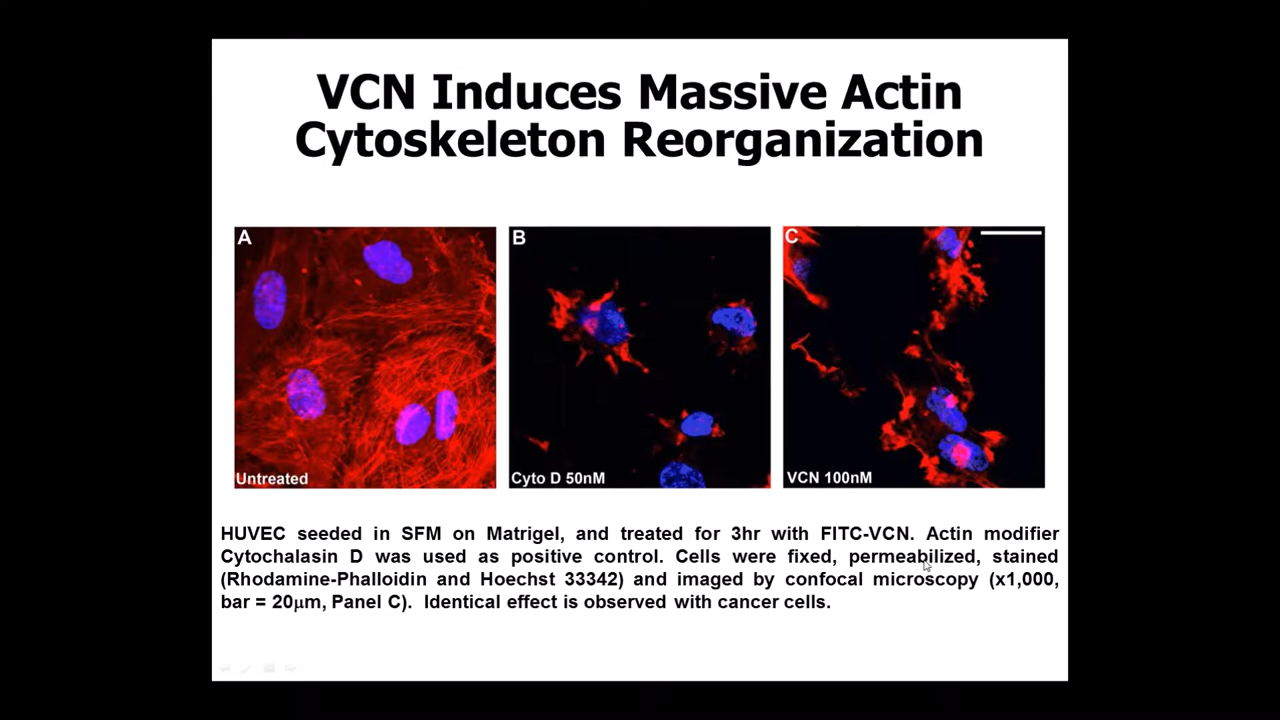 VCN Induces Massive Actin
Cytoskeleton Reorganization
A
B
C
Untreated
Cyto D 50nM
VCN 100nM
HUVEC seeded in SFM on Matrigel, and treated for 3hr with FITC-VCN. Actin modifier
Cytochalasin D was used as positive control. Cells were fixed, permeabilized, stained
(Rhodamine-Phalloidin and Hoechst 33342) and imaged by confocal microscopy (x1,000,
bar = 20μm, Panel C). Identical effect is observed with cancer cells.